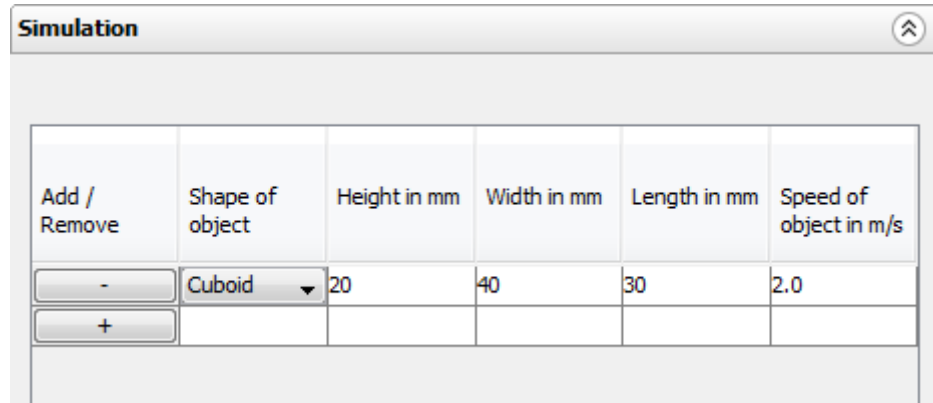 Simulation
Add / Remove Shape of object Height in mm Width in mm Length in mm Speed of object in m/s
- Cuboid 20 40 30 2.0
+